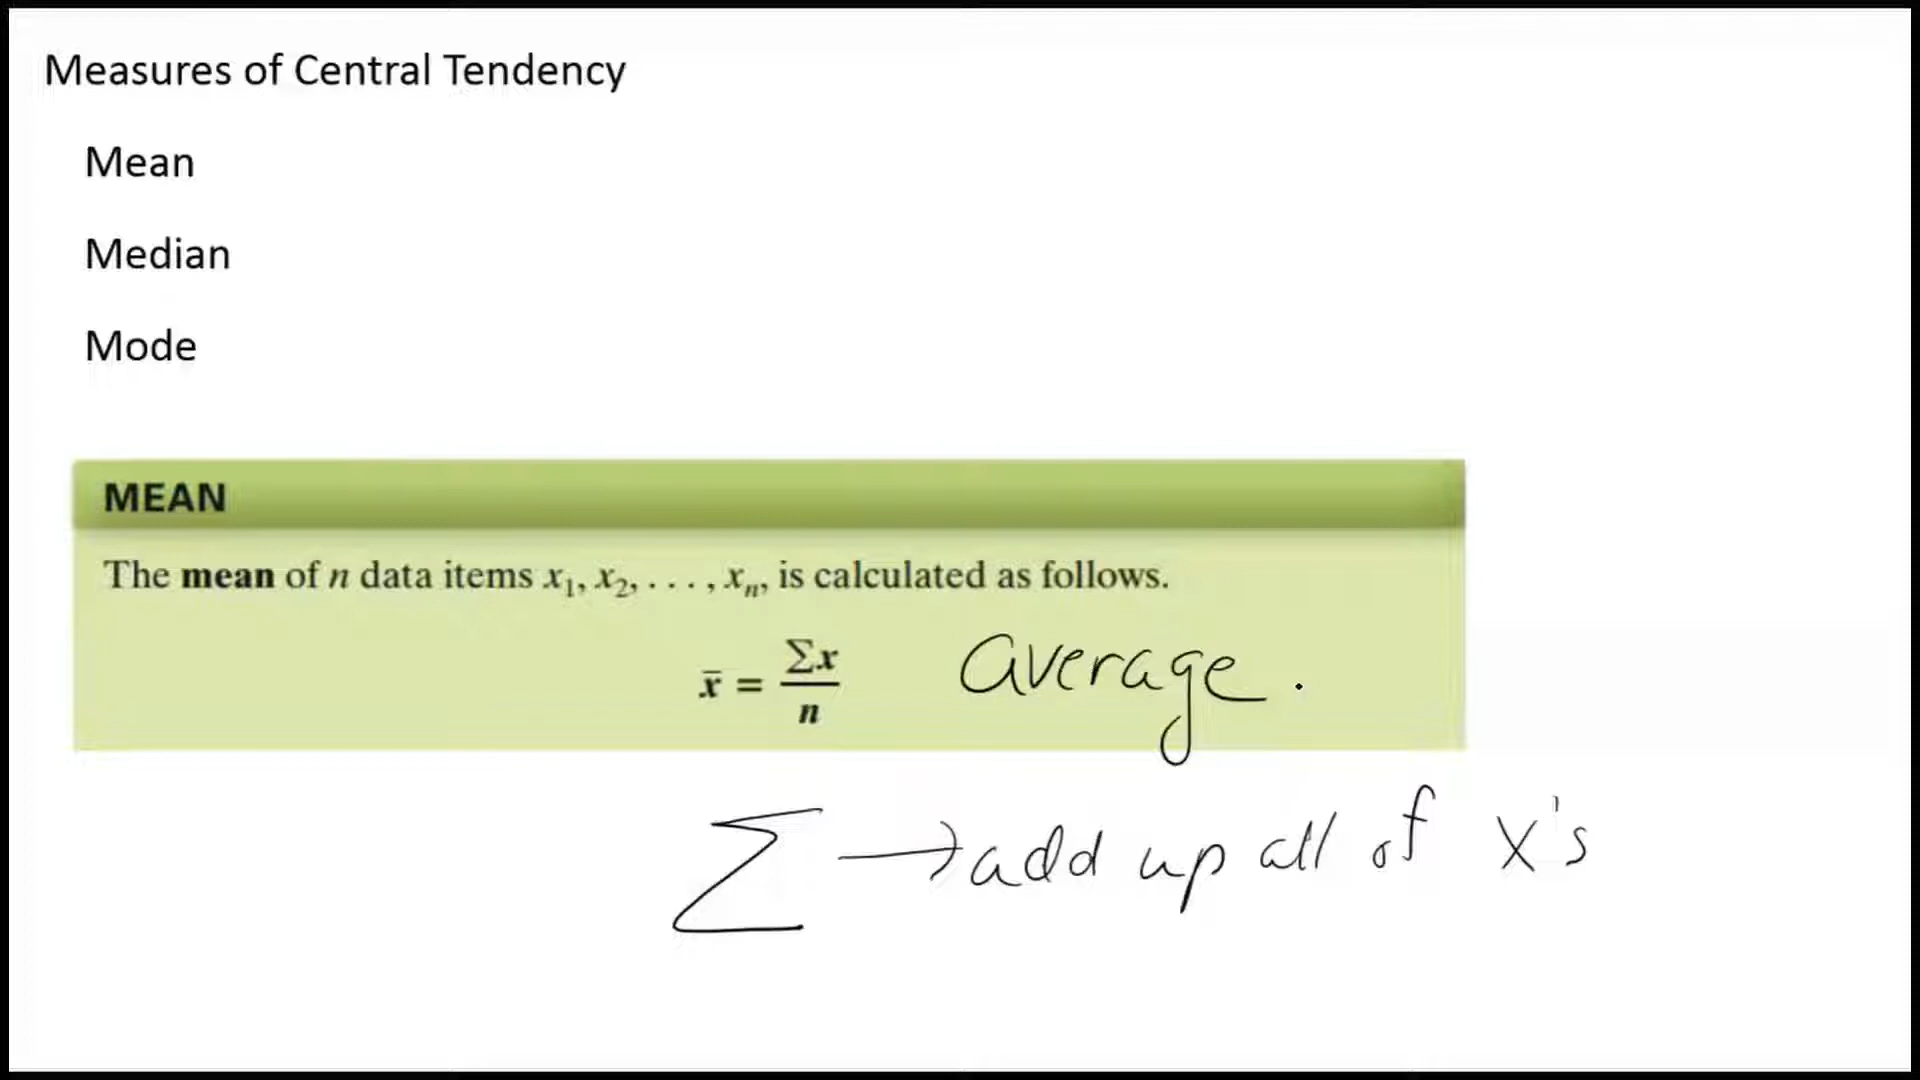 Measures of Central Tendency
Mean
Median
Mode
MEAN
The mean of n data items x₁, x₂, . . . , xₙ, is calculated as follows.
x̄ = Σx / n average.
Σ → add up all of x's